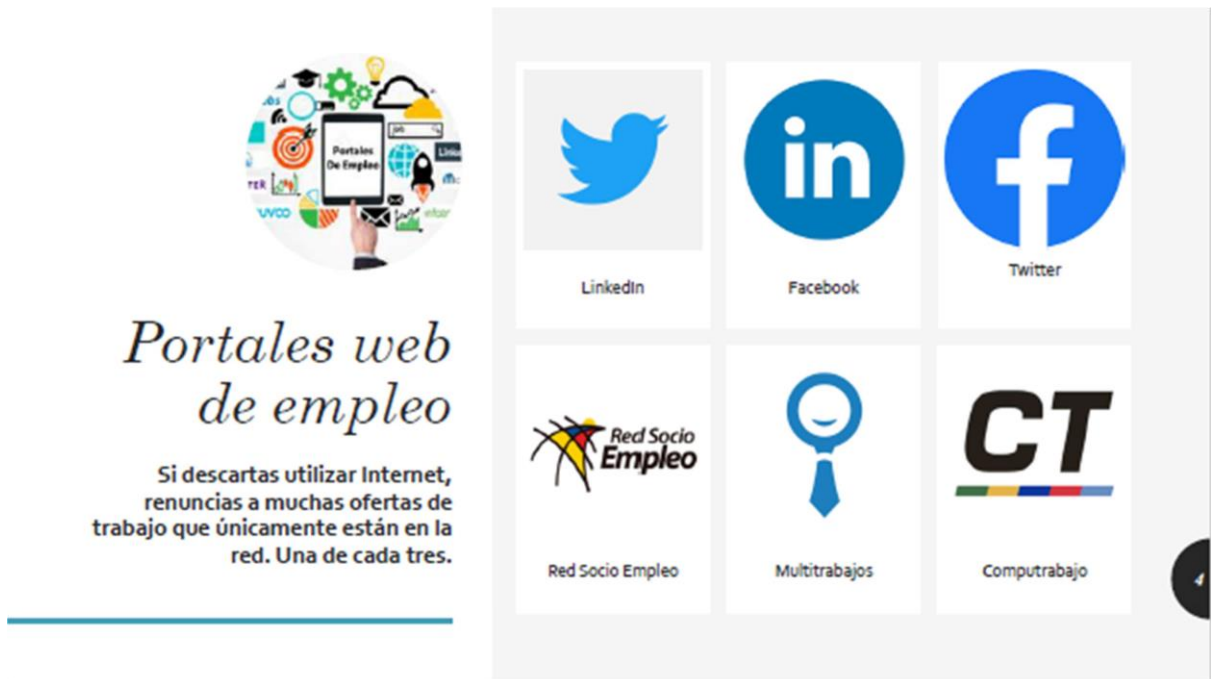 Portales
De Empleo
job
Portales web
de empleo
Si descartas utilizar Internet,
renuncias a muchas ofertas de
trabajo que únicamente están en la
red. Una de cada tres.
in
f
LinkedIn
Facebook
Twitter
Red Socio
Empleo
CT
Red Socio Empleo
Multitrabajos
Computrabajo
4